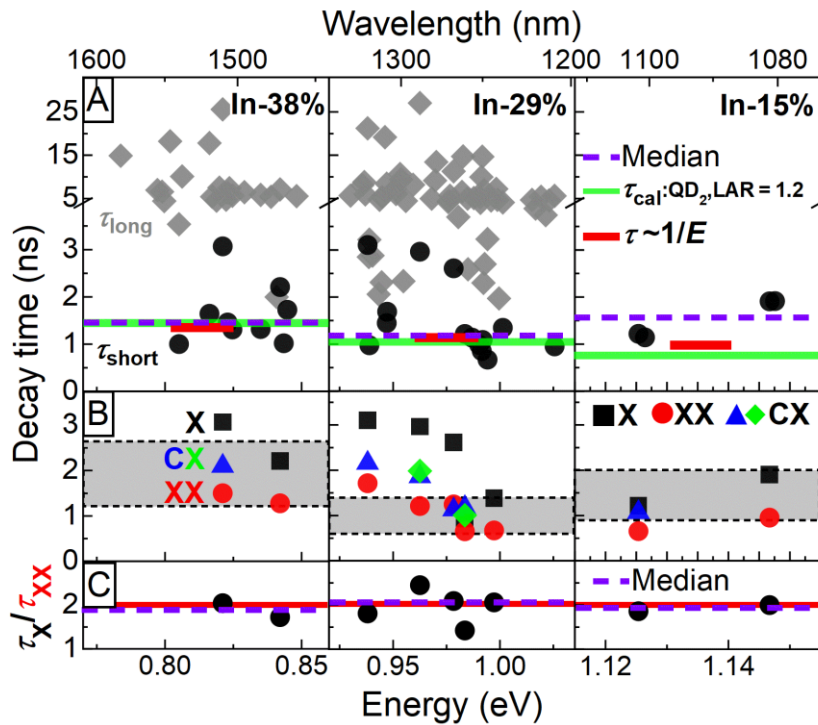 Wavelength (nm)
1600 1500 1300 1200 1100 1080
A In-38% In-29% In-15%
25
15
5
3
2
1
0
τlong
τshort
Median
τcal:QD2,LAR = 1.2
τ ~1/E
Decay time (ns)
B X XX CX
X
CX
XX
3
2
1
0
C Median
τX/τXX
2
1
0.80 0.85 0.95 1.00 1.12 1.14
Energy (eV)